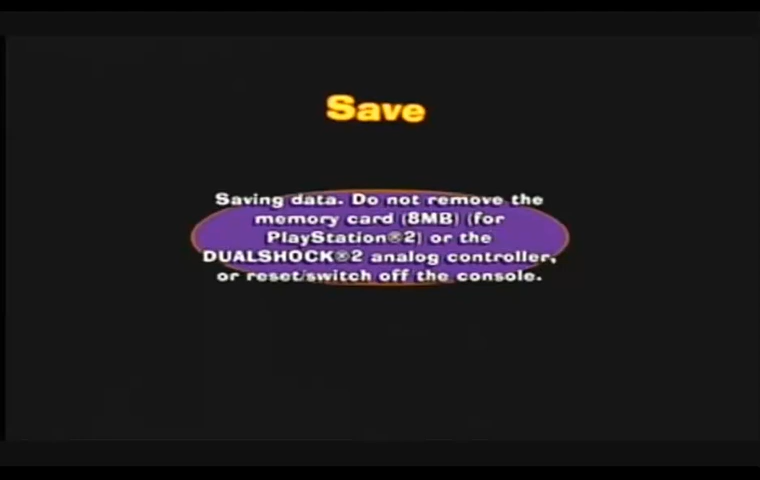 Save
Saving data. Do not remove the
memory card (8MB) (for
PlayStation®2) or the
DUALSHOCK®2 analog controller,
or reset/switch off the console.